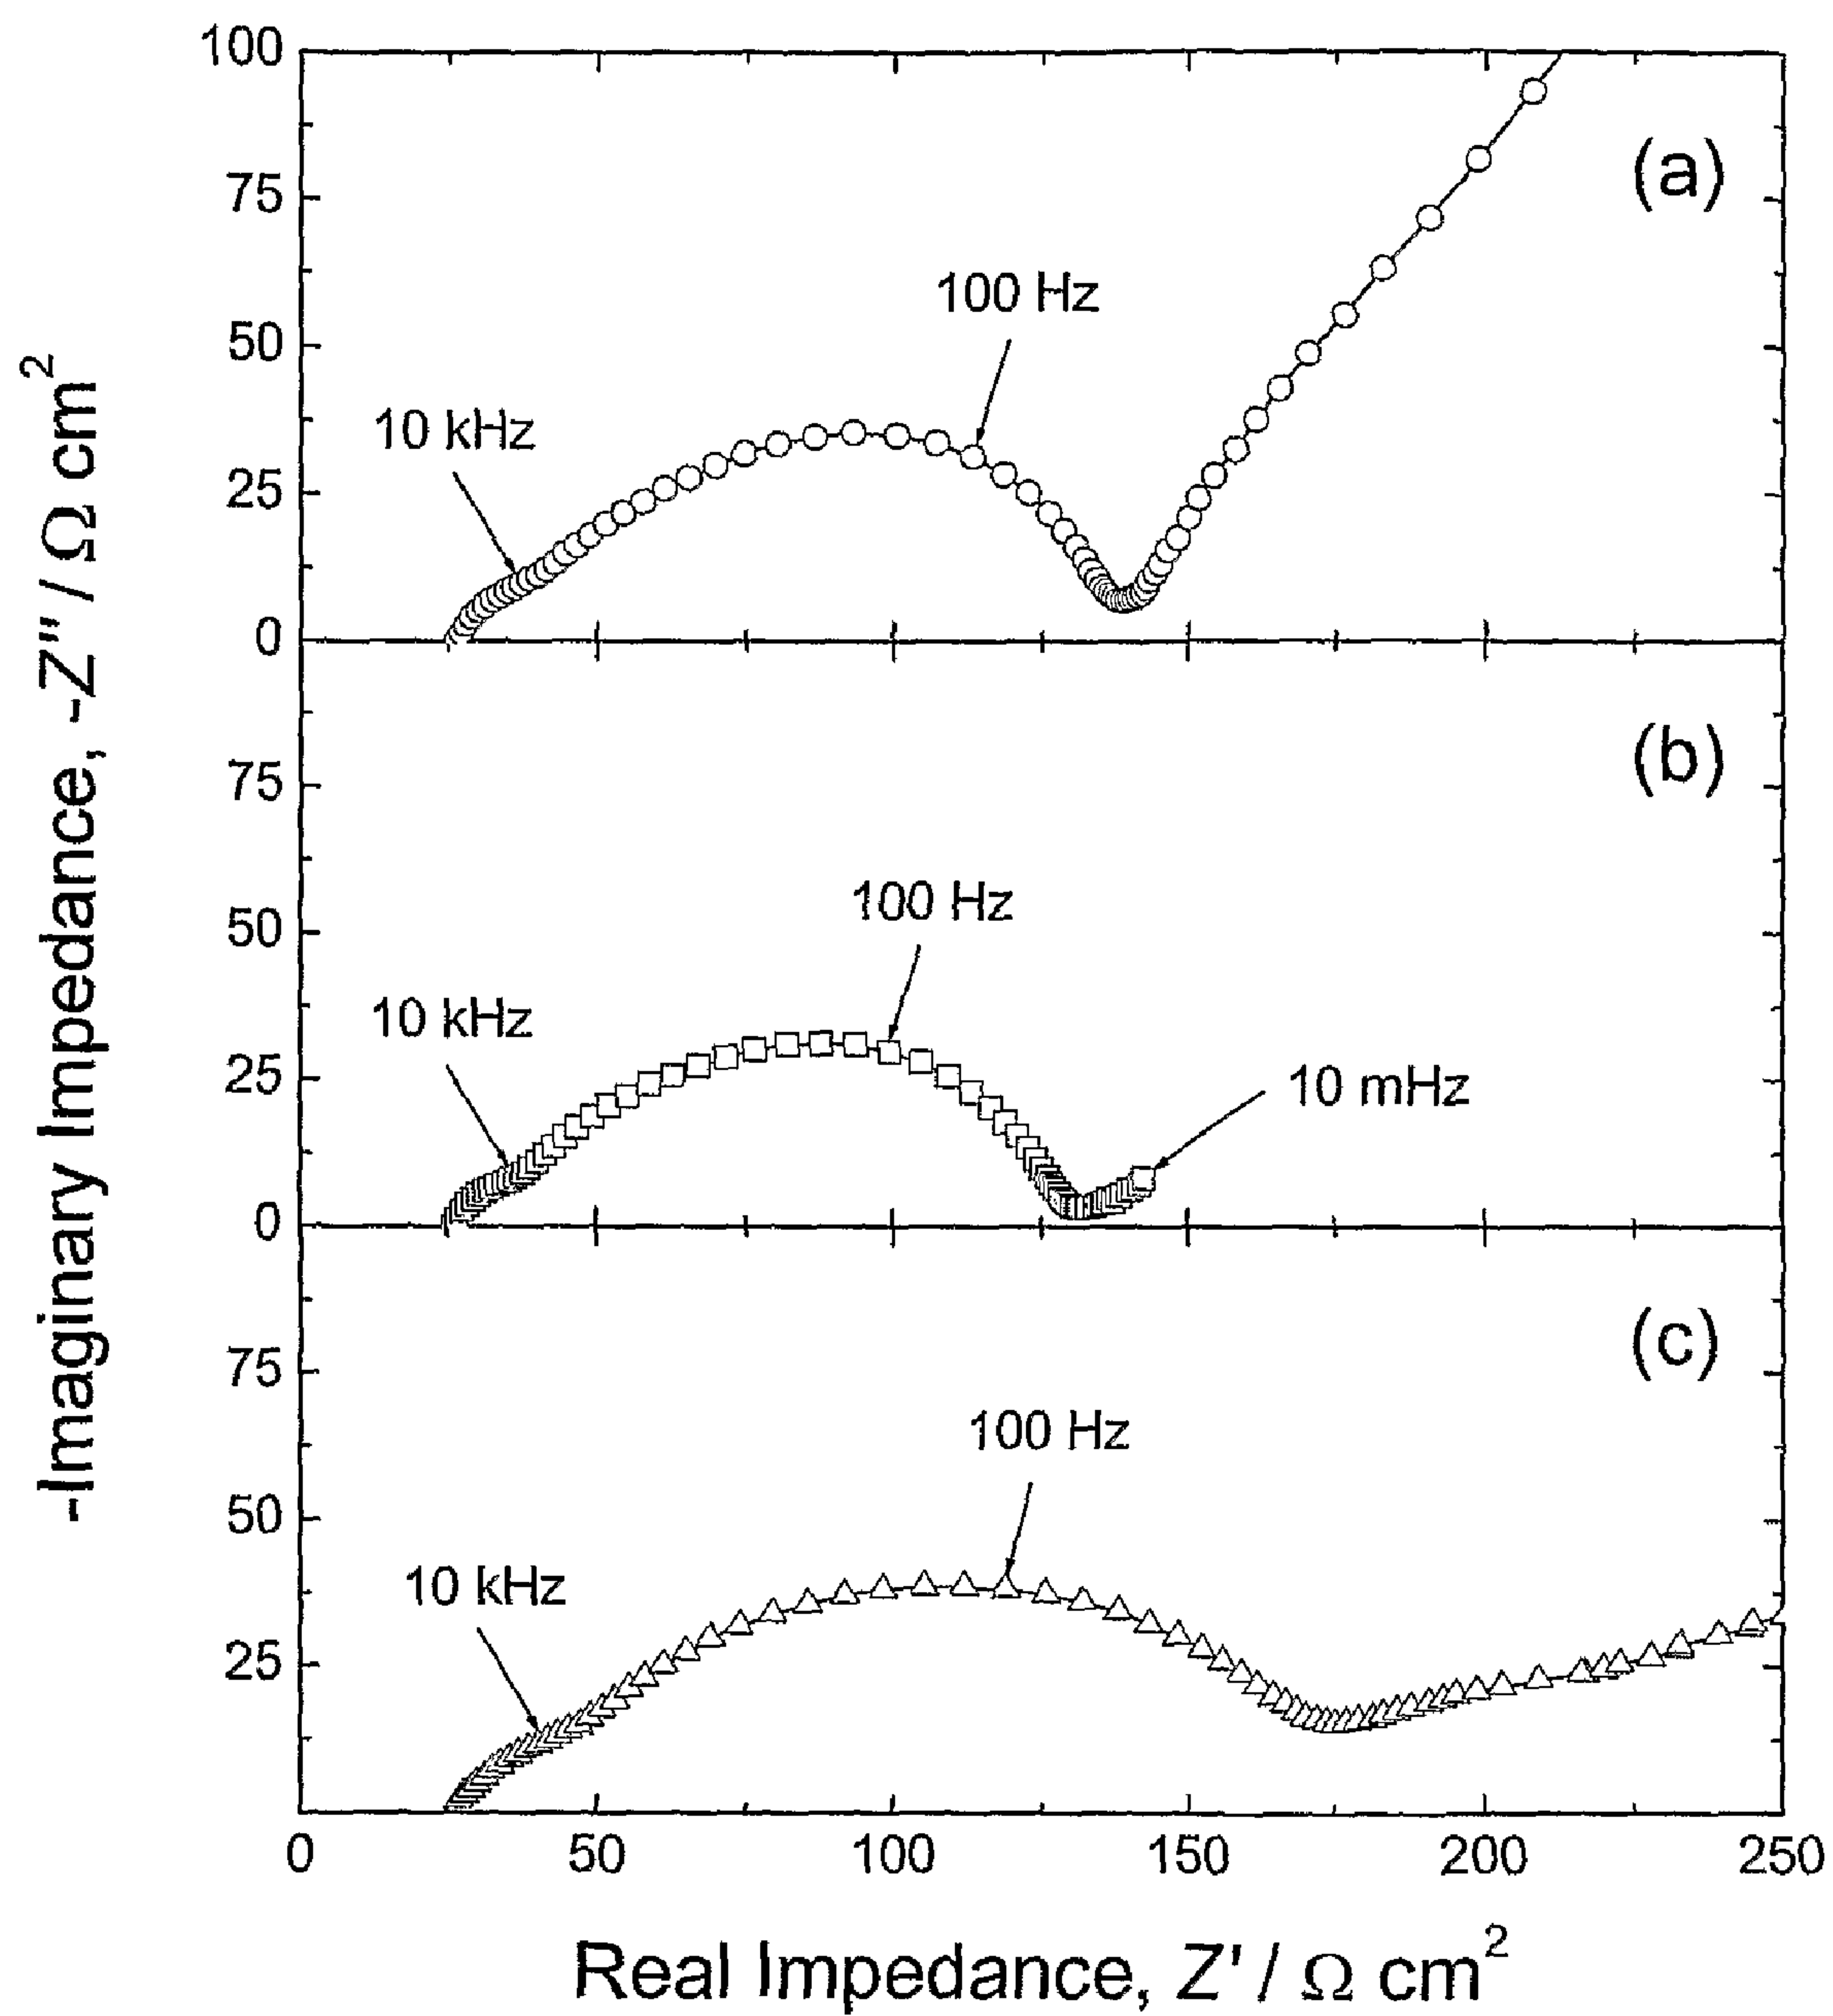 -Imaginary Impedance, -Z"/ Ω cm²
100
75
50
25
0
(a)
100 Hz
10 kHz
75
50
25
0
(b)
100 Hz
10 kHz
10 mHz
75
50
25
(c)
100 Hz
10 kHz
0
50
100
150
200
250
Real Impedance, Z'/ Ω cm²